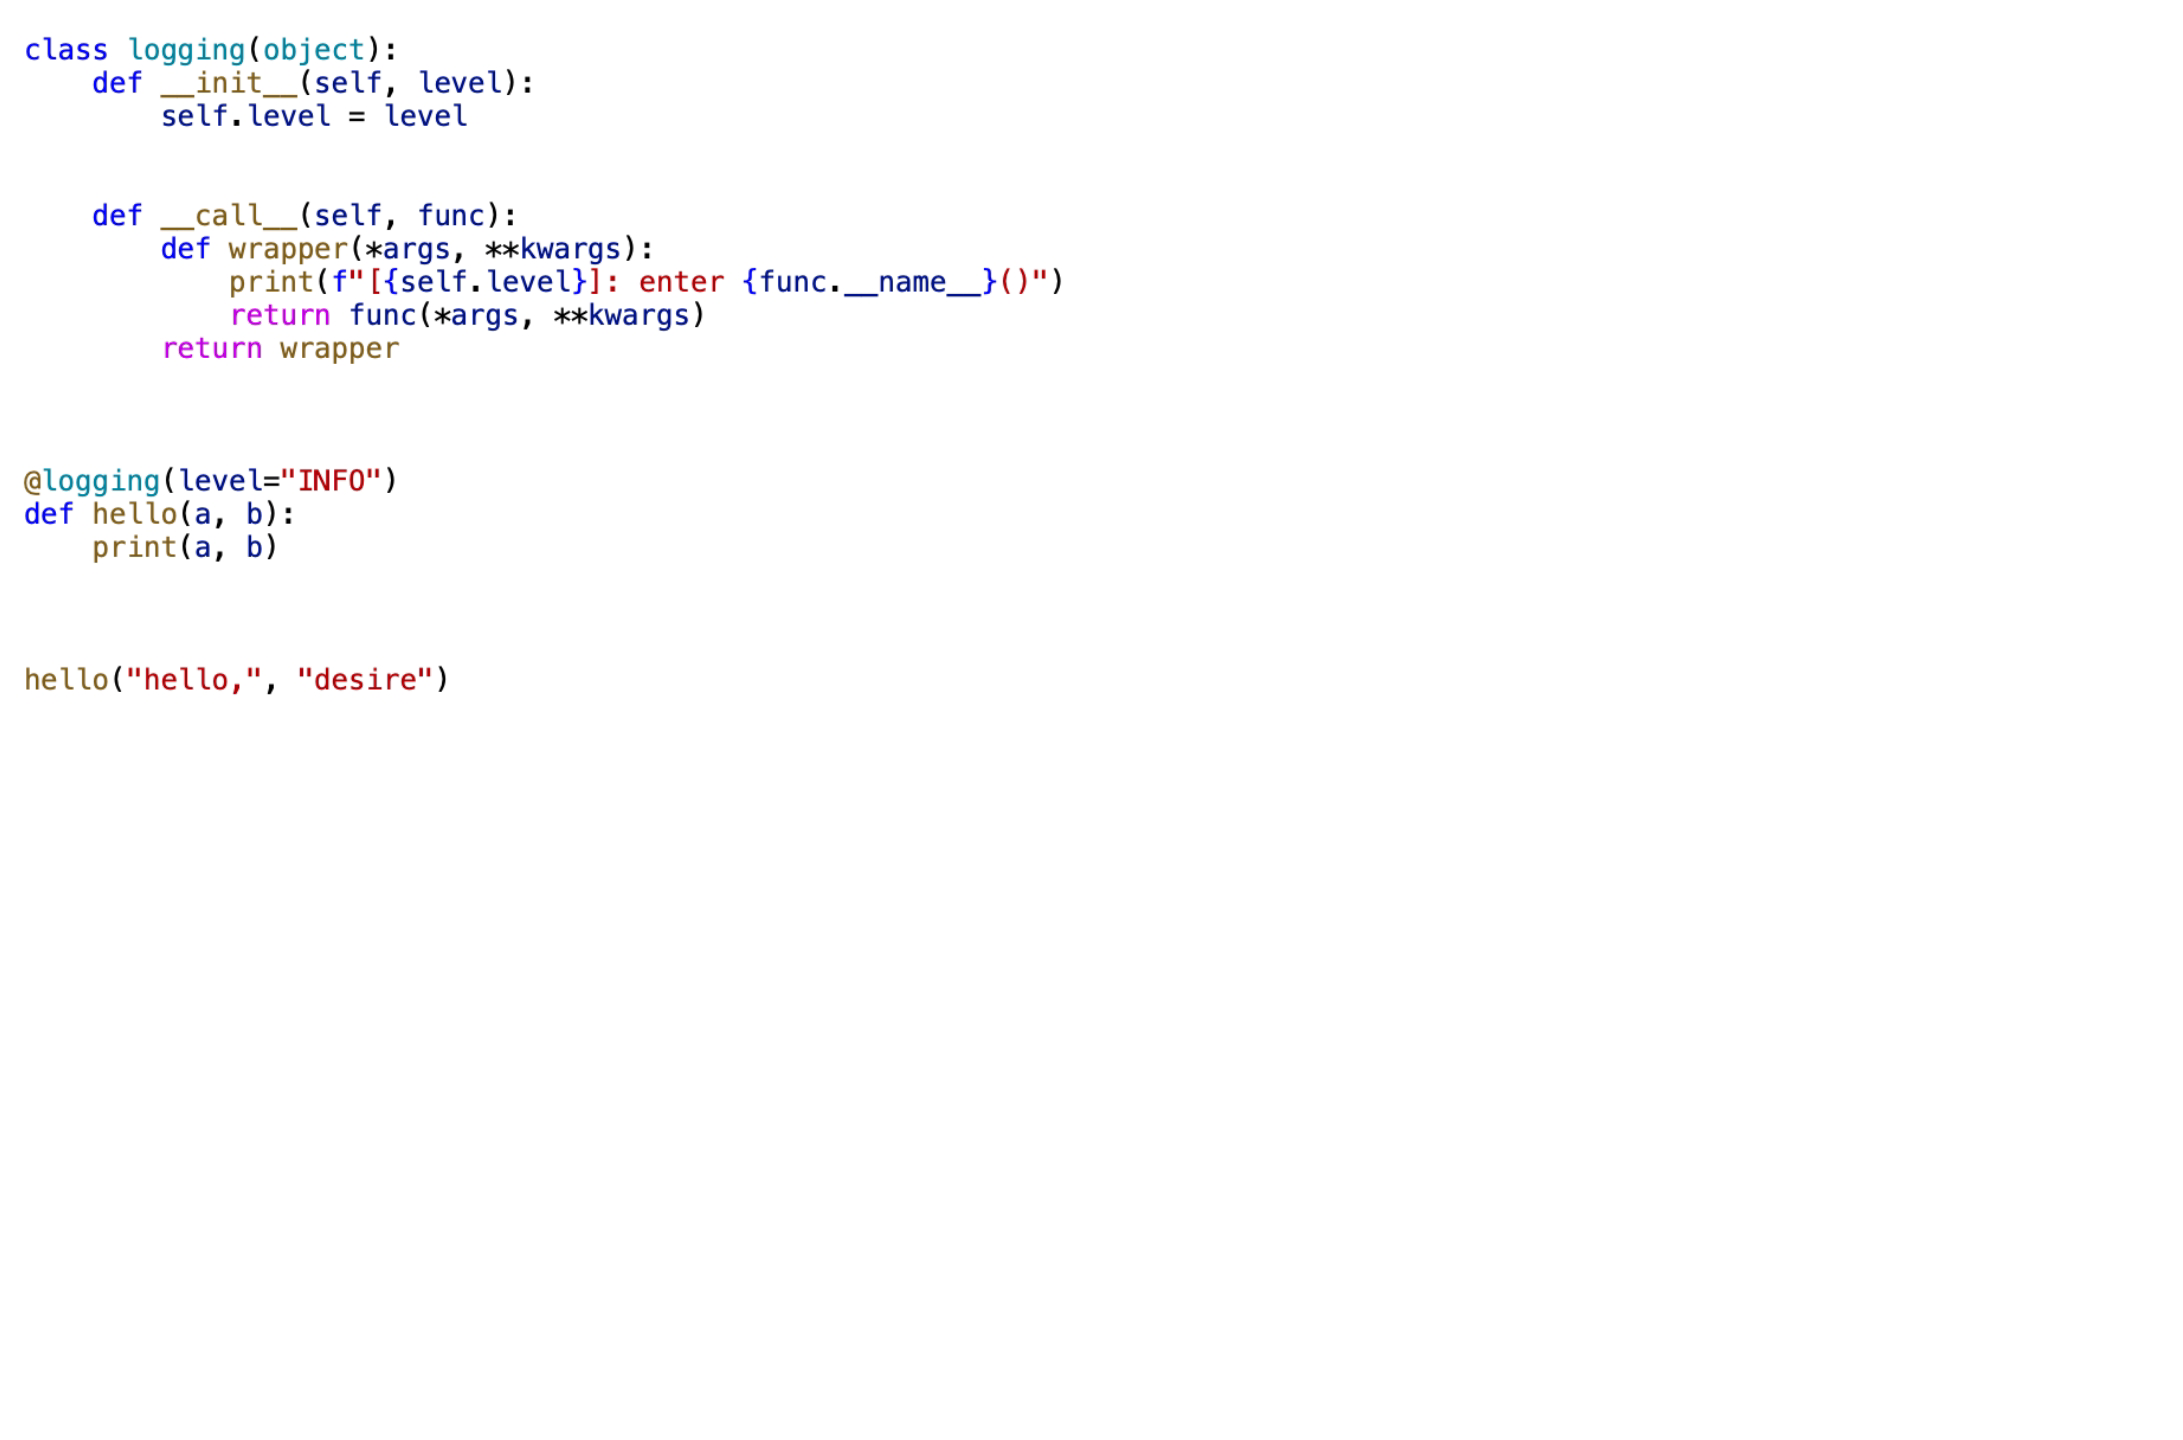 class logging(object):
    def __init__(self, level):
        self.level = level
    def __call__(self, func):
        def wrapper(*args, **kwargs):
            print(f"[{self.level}]: enter {func.__name__}()")
            return func(*args, **kwargs)
        return wrapper
@logging(level="INFO")
def hello(a, b):
    print(a, b)
hello("hello,", "desire")